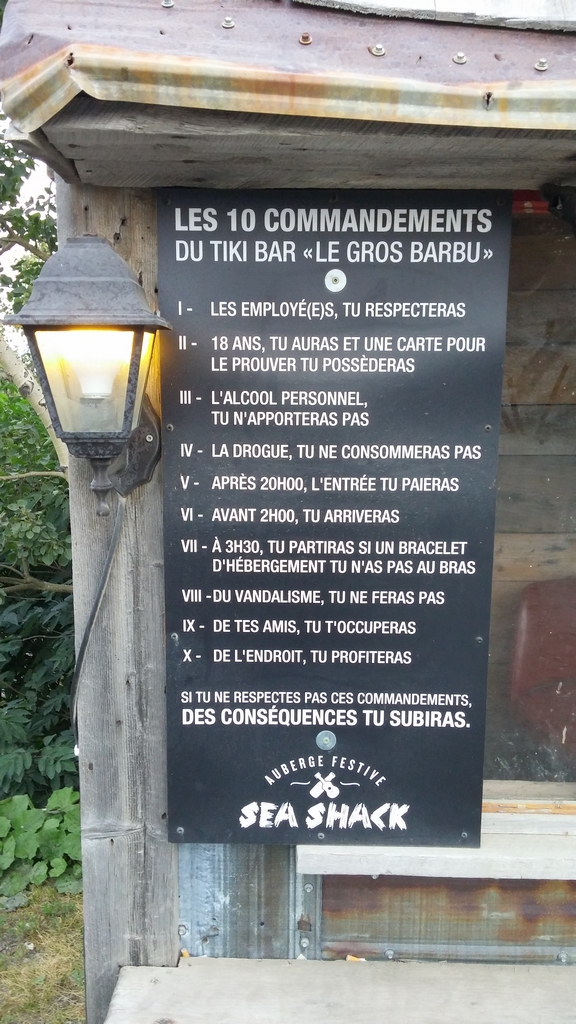 LES 10 COMMANDEMENTS
DU TIKI BAR «LE GROS BARBU»
I - LES EMPLOYÉ(E)S, TU RESPECTERAS
II - 18 ANS, TU AURAS ET UNE CARTE POUR
LE PROUVER TU POSSÈDERAS
III - L'ALCOOL PERSONNEL,
TU N'APPORTERAS PAS
IV - LA DROGUE, TU NE CONSOMMERAS PAS
V - APRÈS 20H00, L'ENTRÉE TU PAIERAS
VI - AVANT 2H00, TU ARRIVERAS
VII - À 3H30, TU PARTIRAS SI UN BRACELET
D'HÉBERGEMENT TU N'AS PAS AU BRAS
VIII - DU VANDALISME, TU NE FERAS PAS
IX - DE TES AMIS, TU T'OCCUPERAS
X - DE L'ENDROIT, TU PROFITERAS
SI TU NE RESPECTES PAS CES COMMANDEMENTS,
DES CONSÉQUENCES TU SUBIRAS.
AUBERGE FESTIVE
SEA SHACK